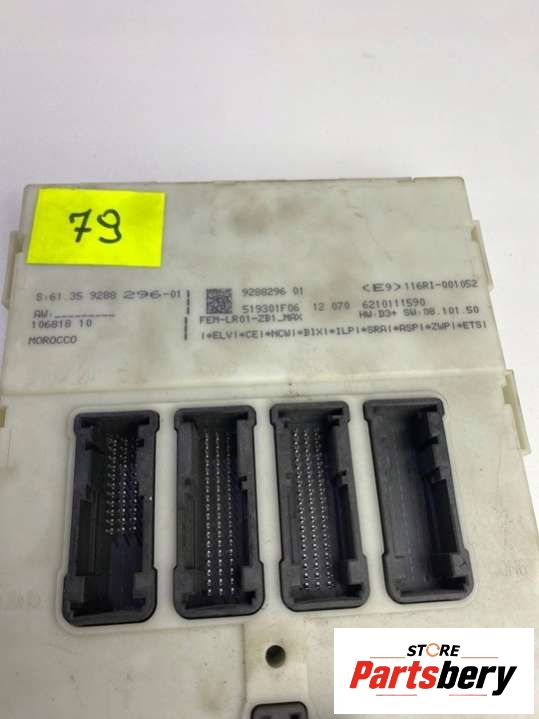 79
S:61.35 9288 296-01
AW:
106818 10
MOROCCO
9288296 01
519301F06
12 070
<E9>116RI-001052
6210111590
HW:D3* SW:08.101.50
FEM-LR01-ZB1_MAX
|*ELV|*CE|*NCW|*BIX|*ILP|*SRA|*ASP|*ZWP|*ETS|
STORE
Partsbery